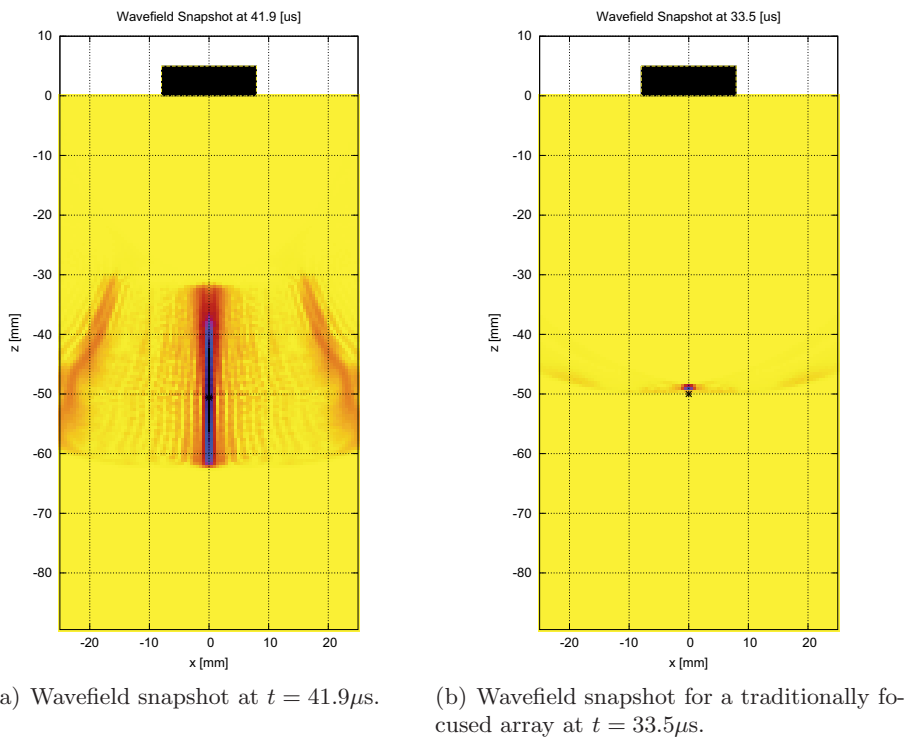 Wavefield Snapshot at 41.9 [us]
10
0
-10
-20
-30
-40
-50
-60
-70
-80
z [mm]
-20 -10 0 10 20
x [mm]
a) Wavefield snapshot at t = 41.9μs.
Wavefield Snapshot at 33.5 [us]
10
0
-10
-20
-30
-40
-50
-60
-70
-80
z [mm]
-20 -10 0 10 20
x [mm]
(b) Wavefield snapshot for a traditionally fo-
cused array at t = 33.5μs.